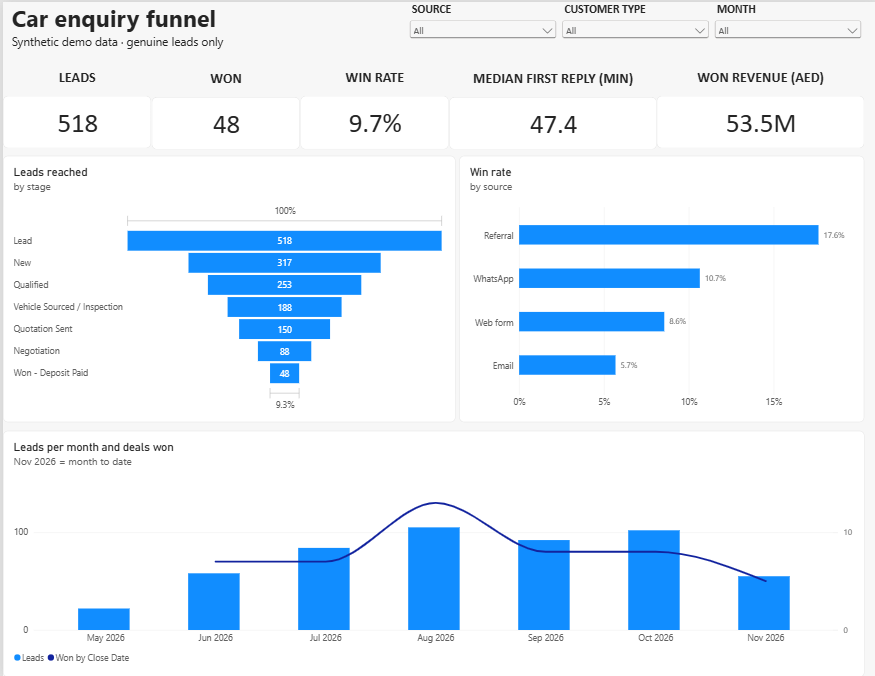 Car enquiry funnel
Synthetic demo data · genuine leads only
SOURCE
All
CUSTOMER TYPE
All
MONTH
All
LEADS
518
WON
48
WIN RATE
9.7%
MEDIAN FIRST REPLY (MIN)
47.4
WON REVENUE (AED)
53.5M
Leads reached
by stage
100%
Lead 518
New 317
Qualified 253
Vehicle Sourced / Inspection 188
Quotation Sent 150
Negotiation 88
Won - Deposit Paid 48
9.3%
Win rate
by source
Referral 17.6%
WhatsApp 10.7%
Web form 8.6%
Email 5.7%
0% 5% 10% 15%
Leads per month and deals won
Nov 2026 = month to date
100 10
0 0
May 2026 Jun 2026 Jul 2026 Aug 2026 Sep 2026 Oct 2026 Nov 2026
Leads Won by Close Date